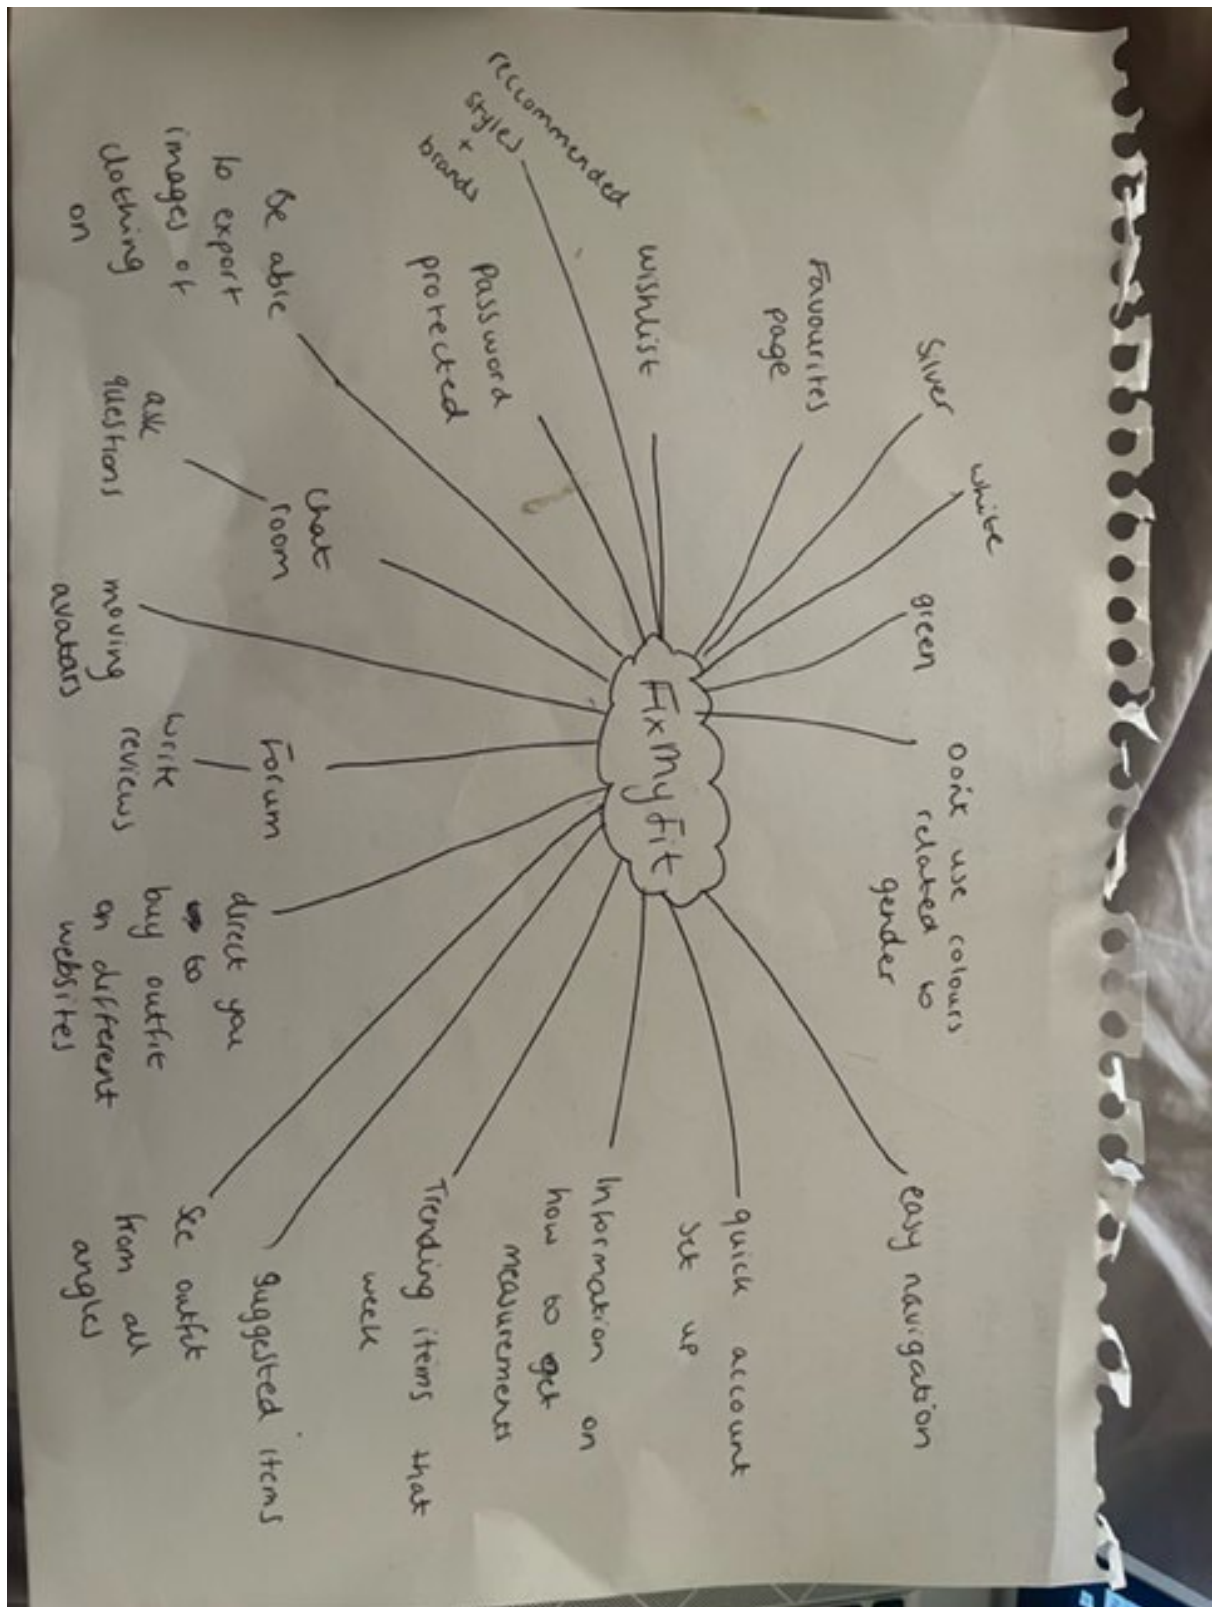 FixMyFit
Silver
white
green
Don't use colours
related to
gender
easy navigation
quick account
set up
Information on
how to get
measurements
Trending items that
week
suggested items
See outfit
from all
angles
direct you
to
buy outfit
on different
websites
Forum
write
reviews
moving
avatars
Chat
room
ask
questions
Be able
to export
images of
clothing
on
Password
protected
reccommended
styles
+
brands
wishlist
Favourites
page